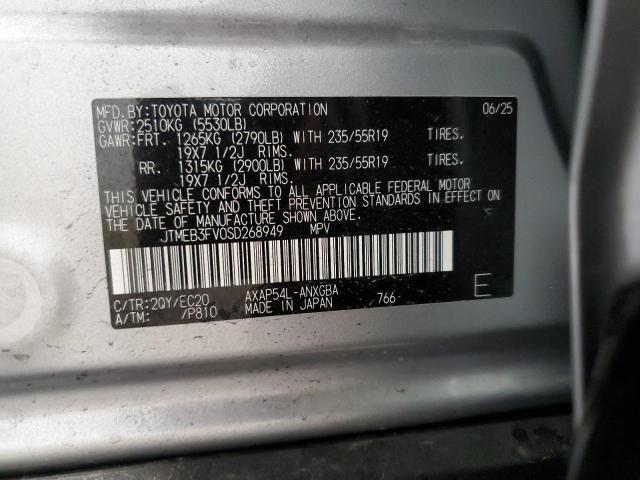 MFD.BY:TOYOTA MOTOR CORPORATION 06/25
GVWR:2510KG (5530LB)
GAWR:FRT. 1265KG (2790LB) WITH 235/55R19 TIRES.
19X7 1/2J RIMS.
RR. 1315KG (2900LB) WITH 235/55R19 TIRES.
19X7 1/2J RIMS.
THIS VEHICLE CONFORMS TO ALL APPLICABLE FEDERAL MOTOR
VEHICLE SAFETY AND THEFT PREVENTION STANDARDS IN EFFECT ON
THE DATE OF MANUFACTURE SHOWN ABOVE.
JTMEB3FV0SD268949 MPV
C/TR:2QY/EC20 AXAP54L-ANXGBA 766 E
A/TM: /P810 MADE IN JAPAN